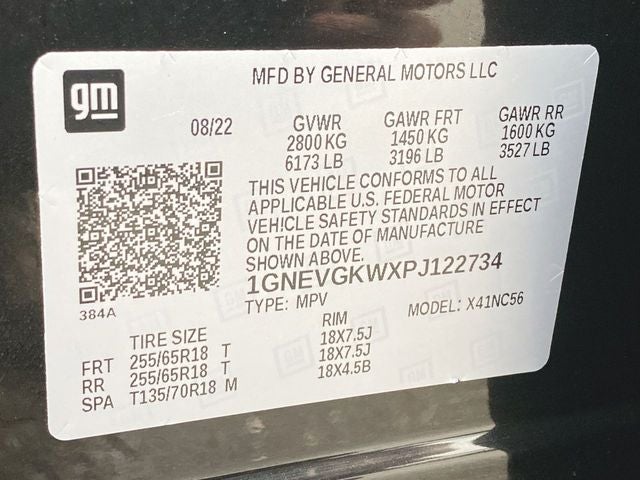 gm
MFD BY GENERAL MOTORS LLC
08/22
GVWR GAWR FRT GAWR RR
2800 KG 1450 KG 1600 KG
6173 LB 3196 LB 3527 LB
THIS VEHICLE CONFORMS TO ALL
APPLICABLE U.S. FEDERAL MOTOR
VEHICLE SAFETY STANDARDS IN EFFECT
ON THE DATE OF MANUFACTURE
SHOWN ABOVE.
1GNEVGKWXPJ122734
384A
TYPE: MPV MODEL: X41NC56
TIRE SIZE RIM
FRT 255/65R18 T 18X7.5J
RR 255/65R18 T 18X7.5J
SPA T135/70R18 M 18X4.5B